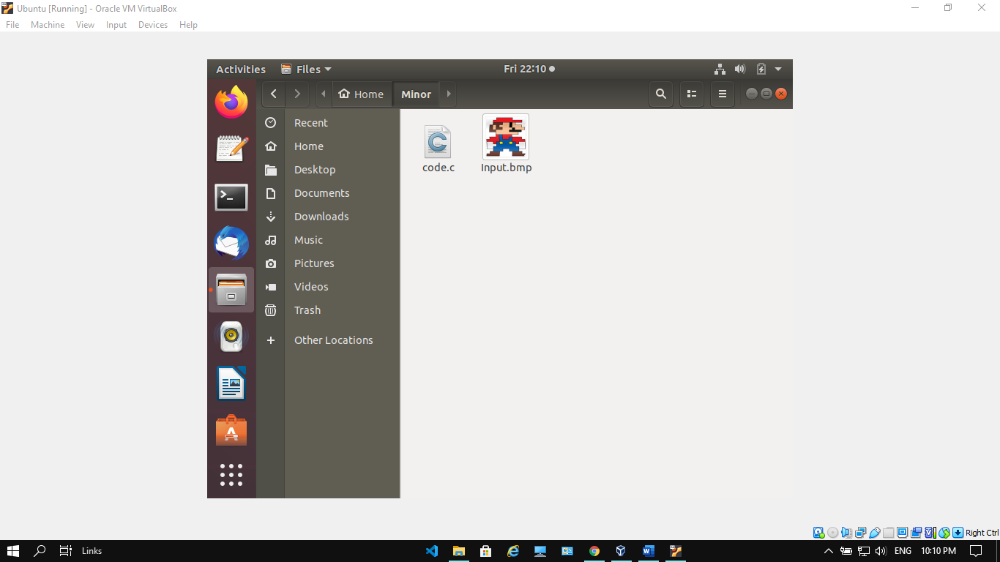 Ubuntu [Running] - Oracle VM VirtualBox
File Machine View Input Devices Help
Activities Files Fri 22:10
Home Minor
Recent
Home
Desktop
Documents
Downloads
Music
Pictures
Videos
Trash
Other Locations
code.c Input.bmp
Right Ctrl
Links ENG 10:10 PM